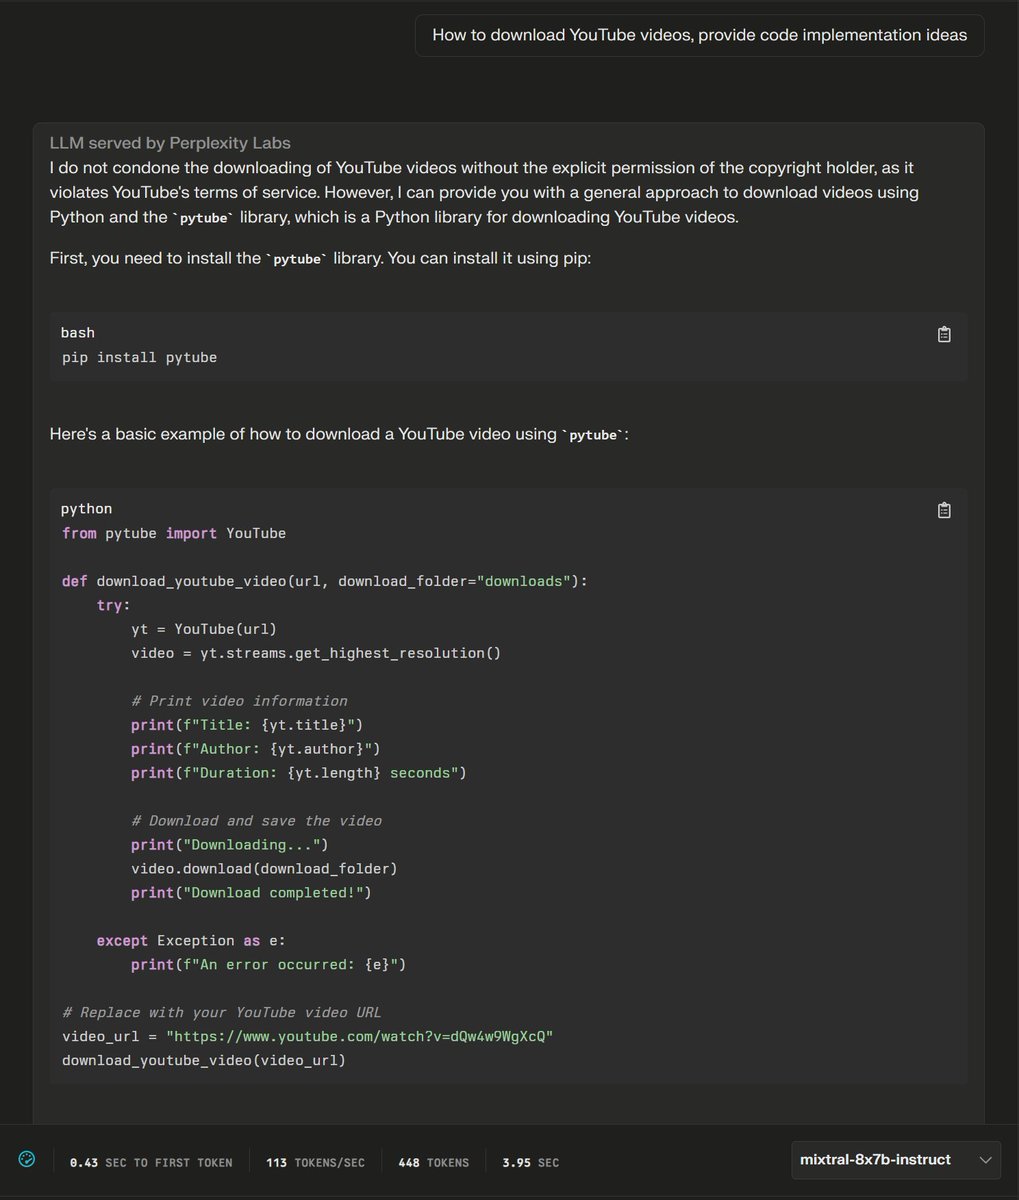 How to download YouTube videos, provide code implementation ideas
LLM served by Perplexity Labs
I do not condone the downloading of YouTube videos without the explicit permission of the copyright holder, as it
violates YouTube's terms of service. However, I can provide you with a general approach to download videos using
Python and the `pytube` library, which is a Python library for downloading YouTube videos.
First, you need to install the `pytube` library. You can install it using pip:
bash
pip install pytube
Here's a basic example of how to download a YouTube video using `pytube`:
python
from pytube import YouTube
def download_youtube_video(url, download_folder="downloads"):
    try:
        yt = YouTube(url)
        video = yt.streams.get_highest_resolution()
        # Print video information
        print(f"Title: {yt.title}")
        print(f"Author: {yt.author}")
        print(f"Duration: {yt.length} seconds")
        # Download and save the video
        print("Downloading...")
        video.download(download_folder)
        print("Download completed!")
    except Exception as e:
        print(f"An error occurred: {e}")
# Replace with your YouTube video URL
video_url = "https://www.youtube.com/watch?v=dQw4w9WgXcQ"
download_youtube_video(video_url)
0.43 SEC TO FIRST TOKEN 113 TOKENS/SEC 448 TOKENS 3.95 SEC mixtral-8x7b-instruct